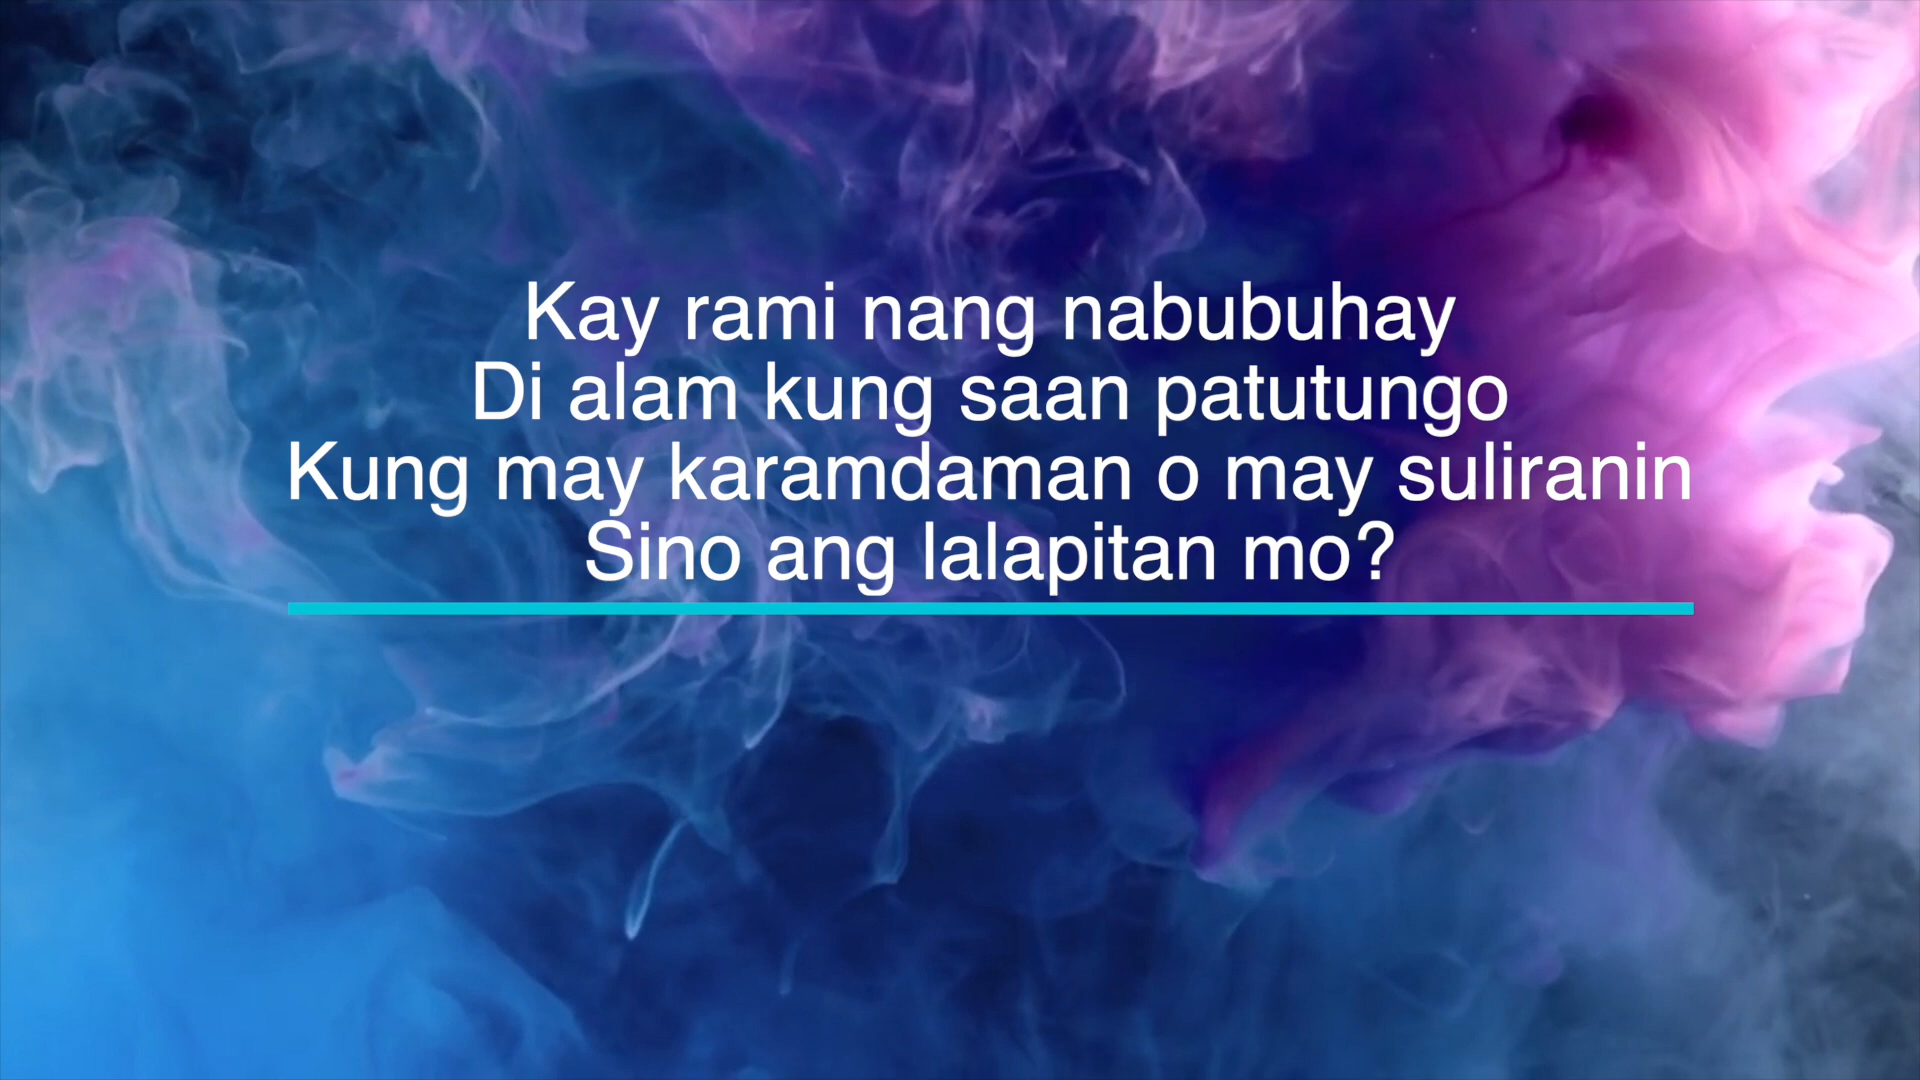 Kay rami nang nabubuhay
Di alam kung saan patutungo
Kung may karamdaman o may suliranin
Sino ang lalapitan mo?